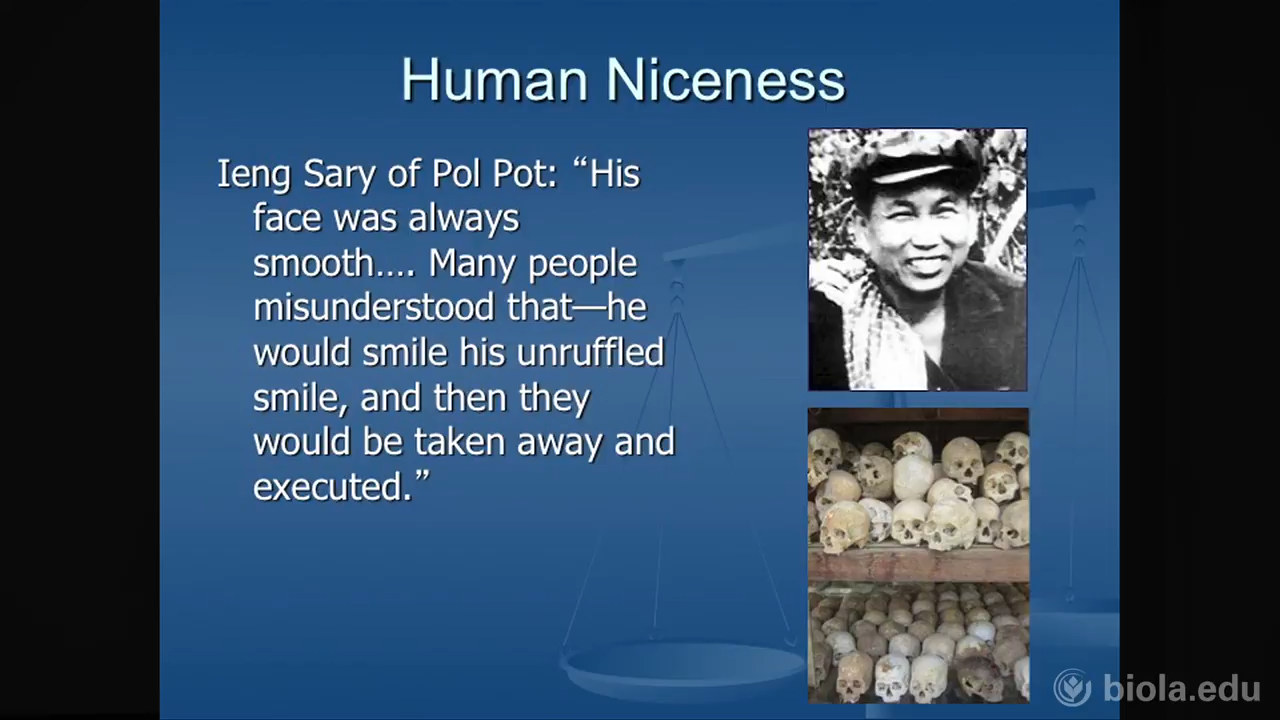 Human Niceness
Ieng Sary of Pol Pot: “His
face was always
smooth…. Many people
misunderstood that—he
would smile his unruffled
smile, and then they
would be taken away and
executed.”
biola.edu